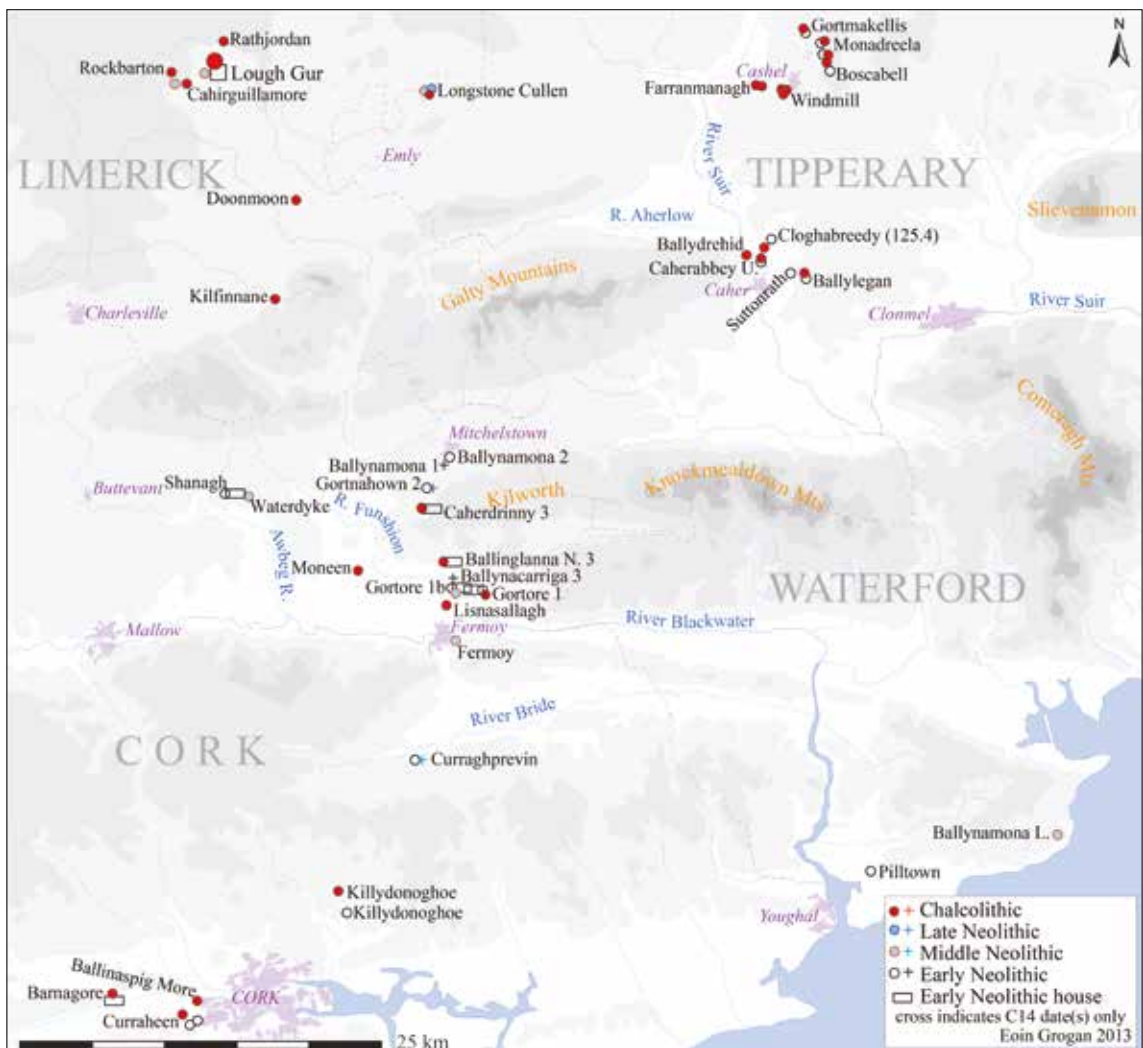 Gortmakellis
N
Rathjordan
Monadreela
Rockbarton
Lough Gur
Cashel
Boscabell
Cahirguillamore
Longstone Cullen
Farranmanagh
Windmill
Emly
River Suir
LIMERICK
TIPPERARY
Doonmoon
R. Aherlow
Slievenamon
Cloghabreedy (125.4)
Ballydrehid
Caherabbey U.
Galty Mountains
Caher
Suttonrath
Ballylegan
Kilfinnane
Charleville
Clonmel
River Suir
Comeragh Mts
Mitchelstown
Ballynamona 2
Ballynamona 1
Gortnahown 2
Shanagh
Buttevant
Waterdyke
R. Funshion
Kilworth
Knockmealdown Mts
Caherdrinny 3
Awbeg R.
Moneen
Ballinglanna N. 3
Ballynacarriga 3
Gortore 1b
Gortore 1
Lisnasallagh
WATERFORD
Mallow
Fermoy
River Blackwater
Fermoy
River Bride
CORK
Curraghprevin
Ballynamona L.
Pilltown
Killydonoghoe
Killydonoghoe
Youghal
Chalcolithic
Late Neolithic
Middle Neolithic
Early Neolithic
Early Neolithic house
cross indicates C14 date(s) only
Eoin Grogan 2013
Ballinaspig More
Barnagore
CORK
Curraheen
25 km